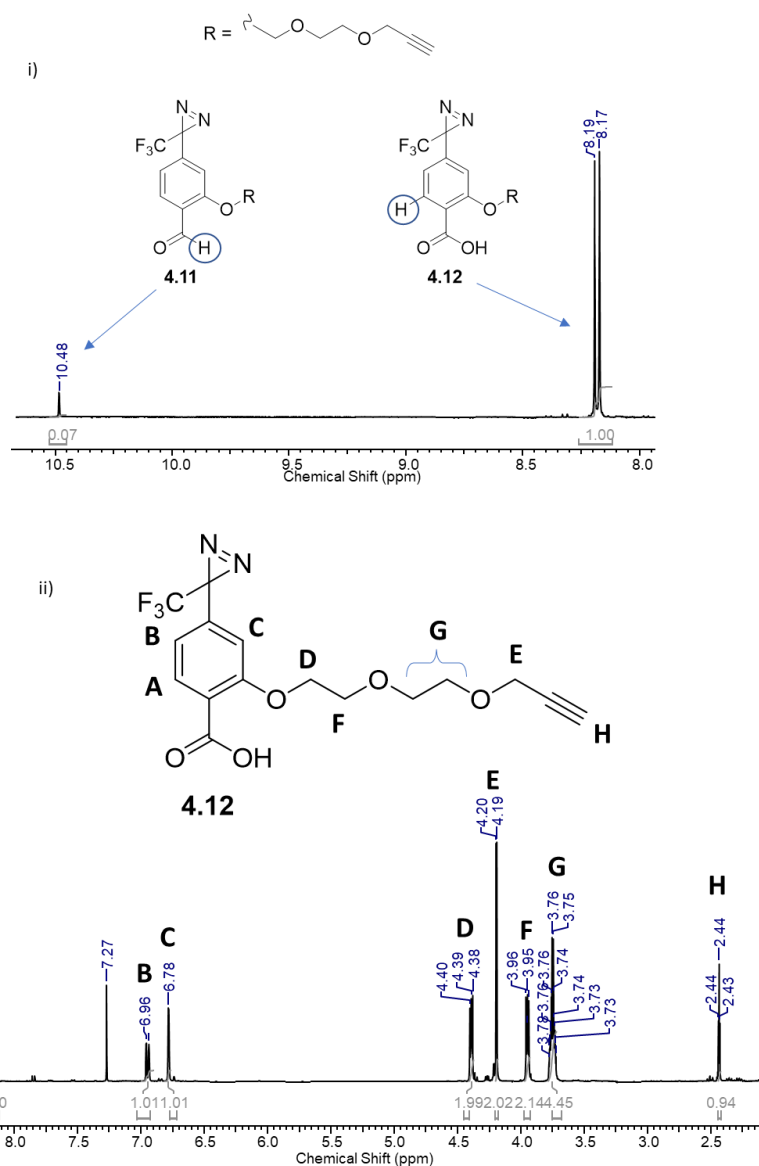 R =
O
O
i)
N
N
F3C
O
R
O
H
4.11
N
N
F3C
H
O
R
O
OH
4.12
8.19
8.17
10.48
0.07
1.00
10.5
10.0
9.5
9.0
8.5
8.0
Chemical Shift (ppm)
ii)
N
N
F3C
B
C
A
D
G
E
O
O
O
F
H
O
OH
4.12
E
4.20
4.19
G
H
3.76
3.75
D
F
2.44
C
7.27
B
6.96
6.78
4.40
4.39
4.38
3.96
3.95
3.78
3.76
3.76
3.74
3.74
3.73
3.73
2.44
2.43
0
1.01
1.01
1.99
2.02
2.14
4.45
0.94
8.0
7.0
6.5
6.0
5.5
5.0
4.5
4.0
3.5
3.0
2.5
Chemical Shift (ppm)